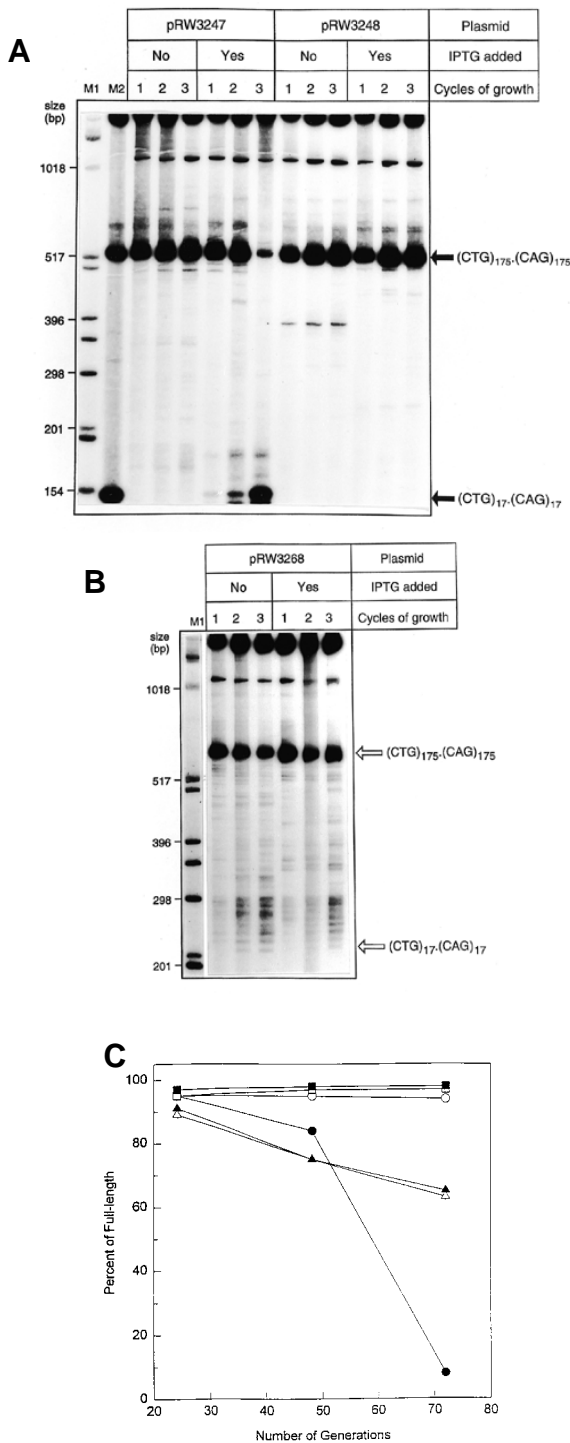 A
pRW3247 pRW3248 Plasmid
No Yes No Yes IPTG added
M1 M2 1 2 3 1 2 3 1 2 3 1 2 3 Cycles of growth
size
(bp)
1018
517
(CTG)175.(CAG)175
396
298
201
154
(CTG)17.(CAG)17
B
pRW3268 Plasmid
No Yes IPTG added
M1 1 2 3 1 2 3 Cycles of growth
size
(bp)
1018
(CTG)175.(CAG)175
517
396
298
(CTG)17.(CAG)17
201
C
Percent of Full-length
100
80
60
40
20
0
20 30 40 50 60 70 80
Number of Generations